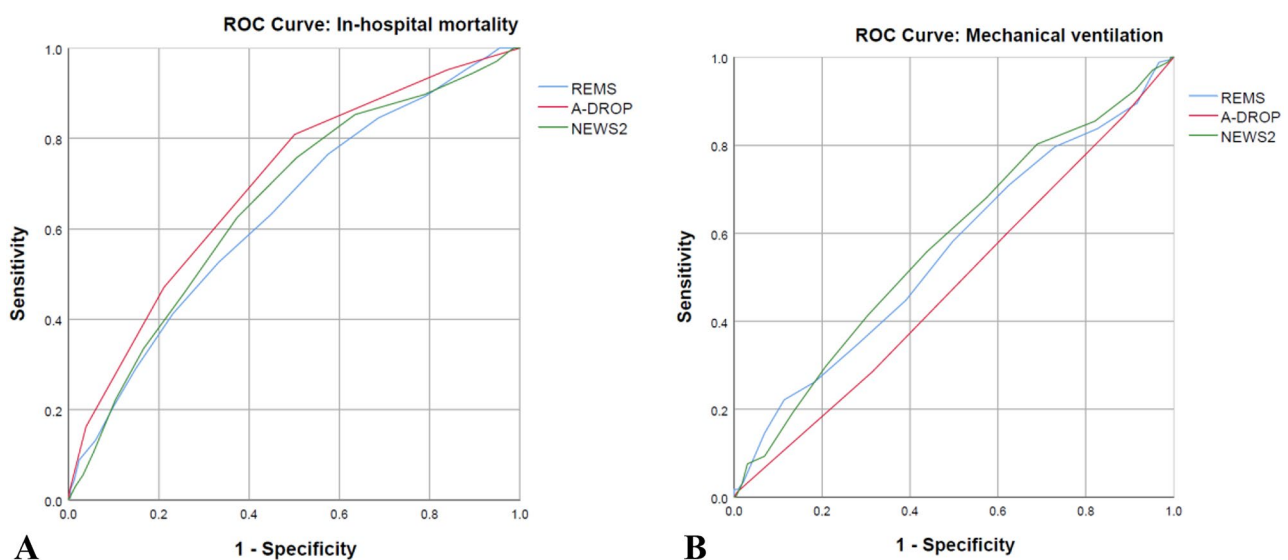 ROC Curve: In-hospital mortality
1.0
0.8
0.6
0.4
0.2
0.0
Sensitivity
0.0 0.2 0.4 0.6 0.8 1.0
1 - Specificity
REMS
A-DROP
NEWS2
A
ROC Curve: Mechanical ventilation
1.0
0.8
0.6
0.4
0.2
0.0
Sensitivity
0.0 0.2 0.4 0.6 0.8 1.0
1 - Specificity
REMS
A-DROP
NEWS2
B